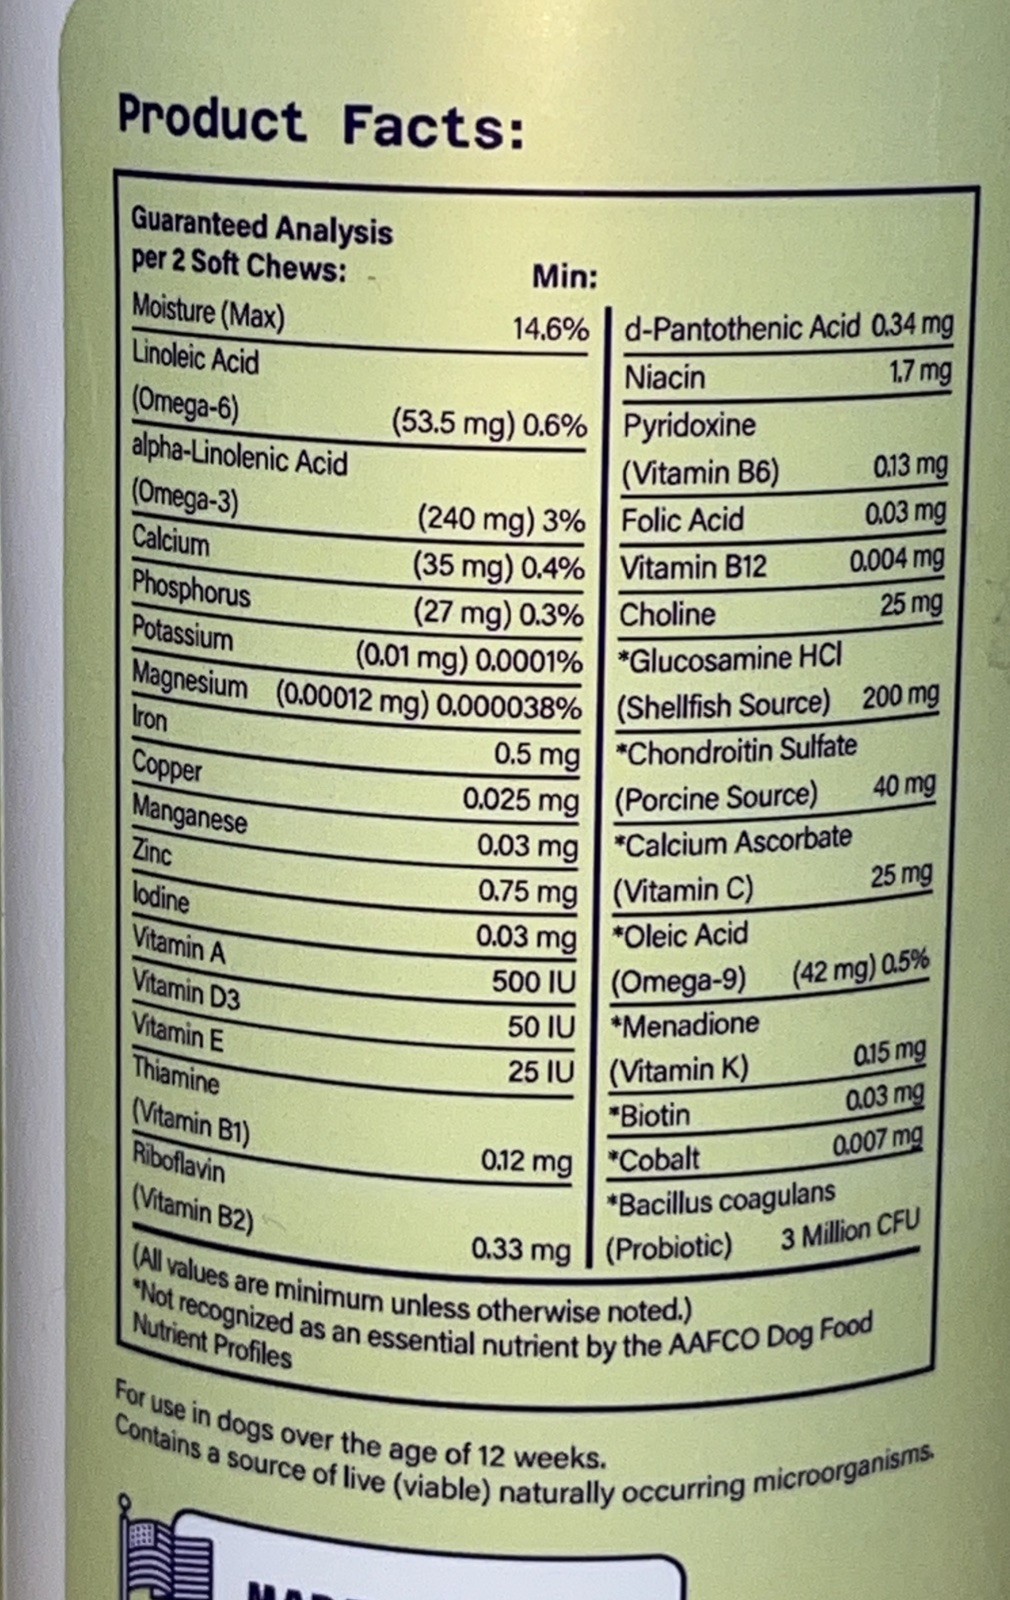 Product Facts:
Guaranteed Analysis
per 2 Soft Chews: Min:
Moisture (Max) 14.6%
Linoleic Acid
(Omega-6) (53.5 mg) 0.6%
alpha-Linolenic Acid
(Omega-3) (240 mg) 3%
Calcium (35 mg) 0.4%
Phosphorus (27 mg) 0.3%
Potassium (0.01 mg) 0.0001%
Magnesium (0.00012 mg) 0.000038%
Iron 0.5 mg
Copper 0.025 mg
Manganese 0.03 mg
Zinc 0.75 mg
Iodine 0.03 mg
Vitamin A 500 IU
Vitamin D3 50 IU
Vitamin E 25 IU
Thiamine
(Vitamin B1) 0.12 mg
Riboflavin
(Vitamin B2) 0.33 mg
d-Pantothenic Acid 0.34 mg
Niacin 1.7 mg
Pyridoxine
(Vitamin B6) 0.13 mg
Folic Acid 0.03 mg
Vitamin B12 0.004 mg
Choline 25 mg
*Glucosamine HCl
(Shellfish Source) 200 mg
*Chondroitin Sulfate
(Porcine Source) 40 mg
*Calcium Ascorbate
(Vitamin C) 25 mg
*Oleic Acid
(Omega-9) (42 mg) 0.5%
*Menadione
(Vitamin K) 0.15 mg
*Biotin 0.03 mg
*Cobalt 0.007 mg
*Bacillus coagulans
(Probiotic) 3 Million CFU
(All values are minimum unless otherwise noted.)
*Not recognized as an essential nutrient by the AAFCO Dog Food
Nutrient Profiles
For use in dogs over the age of 12 weeks.
Contains a source of live (viable) naturally occurring microorganisms.